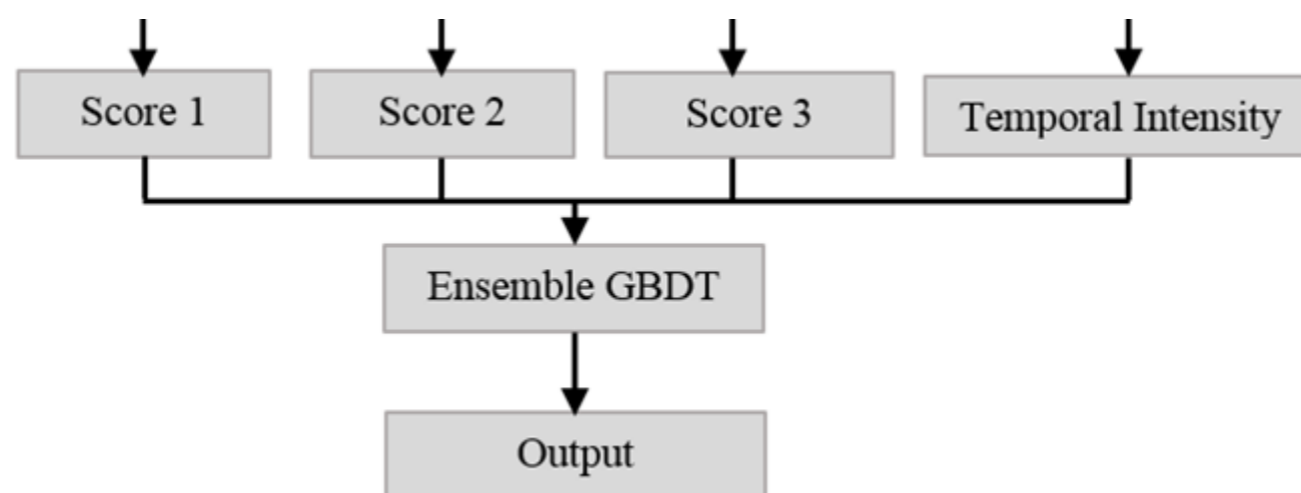 Score 1
Score 2
Score 3
Temporal Intensity
Ensemble GBDT
Output